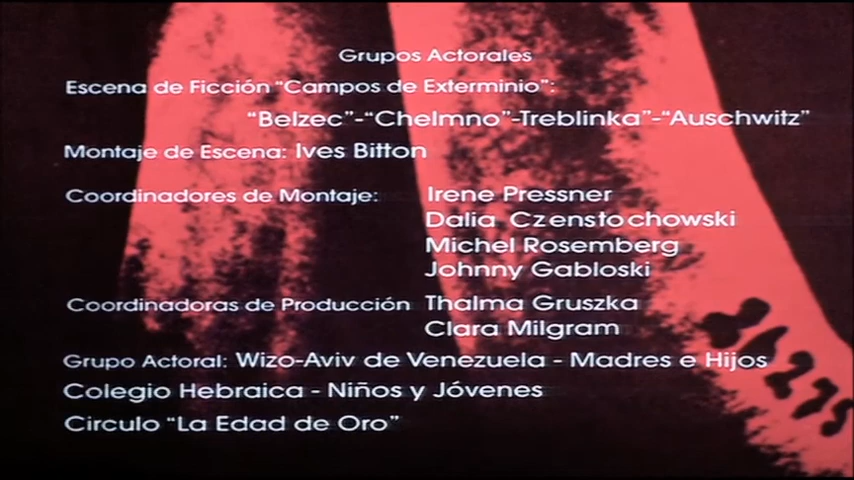 Grupos Actorales
Escena de Ficción "Campos de Exterminio":
"Belzec"-"Chelmno"-Treblinka"-"Auschwitz"
Montaje de Escena: Ives Bitton
Coordinadores de Montaje: Irene Pressner
Dalia Czenstochowski
Michel Rosemberg
Johnny Gabloski
Coordinadoras de Producción Thalma Gruszka
Clara Milgram
Grupo Actoral: Wizo-Aviv de Venezuela - Madres e Hijos
Colegio Hebraica - Niños y Jóvenes
Circulo "La Edad de Oro"